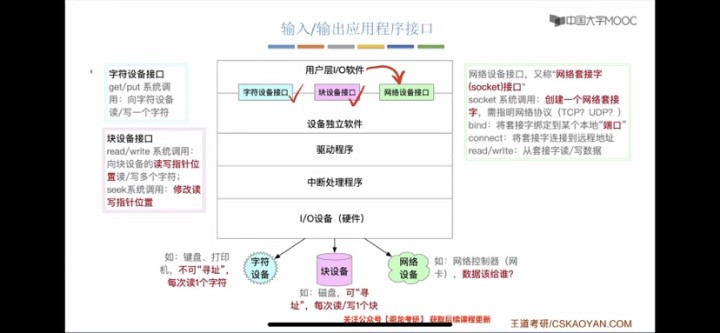 输入/输出应用程序接口
中国大学MOOC
字符设备接口
get/put 系统调
用：向字符设备
读/写一个字符
块设备接口
read/write 系统调用：
向块设备的读写指针位
置读/写多个字符；
seek系统调用：修改读
写指针位置
用户层I/O软件
字符设备接口
块设备接口
网络设备接口
设备独立软件
驱动程序
中断处理程序
I/O设备（硬件）
网络设备接口，又称“网络套接字
(socket)接口”
socket 系统调用：创建一个网络套接
字，需指明网络协议（TCP？UDP？）
bind：将套接字绑定到某个本地“端口”
connect：将套接字连接到远程地址
read/write：从套接字读/写数据
如：键盘、打印
机，不可“寻址”，
每次读1个字符
字符
设备
块设备
网络
设备
如：网络控制器（网
卡），数据该给谁？
如：磁盘，可“寻
址”，每次读/写1个块
关注公众号 获取后续课程更新
王道考研/CSKAOYAN.COM